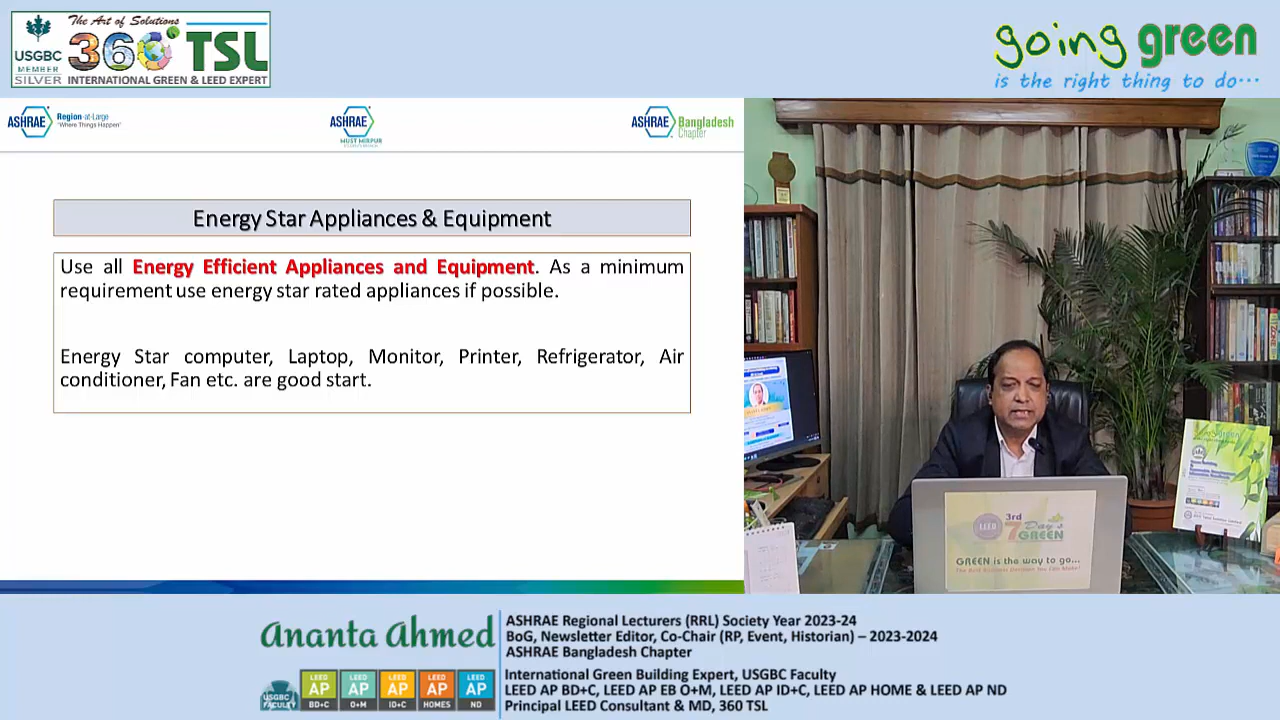 The Art of Solutions
USGBC
MEMBER
SILVER
360 TSL
INTERNATIONAL GREEN & LEED EXPERT
going green
is the right thing to do...
ASHRAE
Region-at-Large
"Where Things Happen"
ASHRAE
MUST MIRPUR
ASHRAE
Bangladesh
Chapter
Energy Star Appliances & Equipment
Use all Energy Efficient Appliances and Equipment. As a minimum
requirement use energy star rated appliances if possible.
Energy Star computer, Laptop, Monitor, Printer, Refrigerator, Air
conditioner, Fan etc. are good start.
LEED
3rd
7 Day's
GREEN
GREEN is the way to go...
Ananta Ahmed
ASHRAE Regional Lecturers (RRL) Society Year 2023-24
BoG, Newsletter Editor, Co-Chair (RP, Event, Historian) – 2023-2024
ASHRAE Bangladesh Chapter
USGBC
FACULTY
LEED AP BD+C
LEED AP O+M
LEED AP ID+C
LEED AP HOMES
LEED AP ND
International Green Building Expert, USGBC Faculty
LEED AP BD+C, LEED AP EB O+M, LEED AP ID+C, LEED AP HOME & LEED AP ND
Principal LEED Consultant & MD, 360 TSL